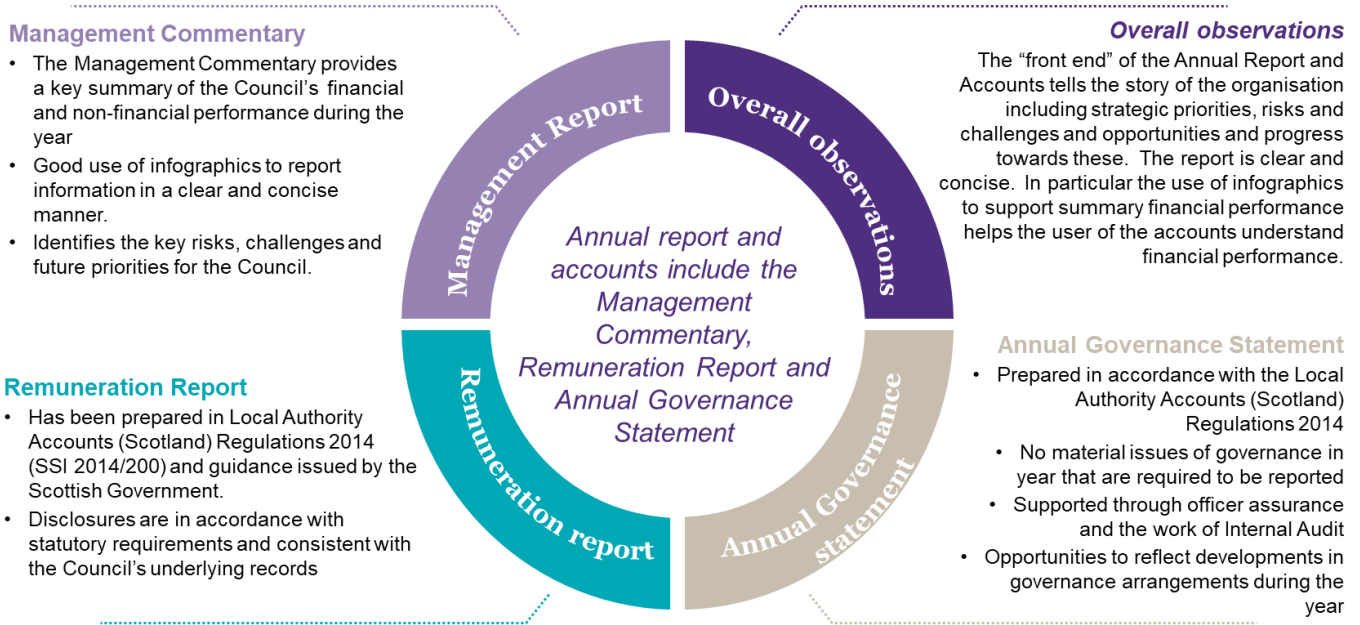 Management Commentary
• The Management Commentary provides
a key summary of the Council's financial
and non-financial performance during the
year
• Good use of infographics to report
information in a clear and concise
manner.
• Identifies the key risks, challenges and
future priorities for the Council.
Management Report
Overall observations
Overall observations
The “front end” of the Annual Report and
Accounts tells the story of the organisation
including strategic priorities, risks and
challenges and opportunities and progress
towards these. The report is clear and
concise. In particular the use of infographics
to support summary financial performance
helps the user of the accounts understand
financial performance.
Annual report and
accounts include the
Management
Commentary,
Remuneration Report and
Annual Governance
Statement
Remuneration Report
• Has been prepared in Local Authority
Accounts (Scotland) Regulations 2014
(SSI 2014/200) and guidance issued by the
Scottish Government.
• Disclosures are in accordance with
statutory requirements and consistent with
the Council's underlying records
Remuneration report
Annual Governance
statement
Annual Governance Statement
• Prepared in accordance with the Local
Authority Accounts (Scotland)
Regulations 2014
• No material issues of governance in
year that are required to be reported
• Supported through officer assurance
and the work of Internal Audit
• Opportunities to reflect developments in
governance arrangements during the
year